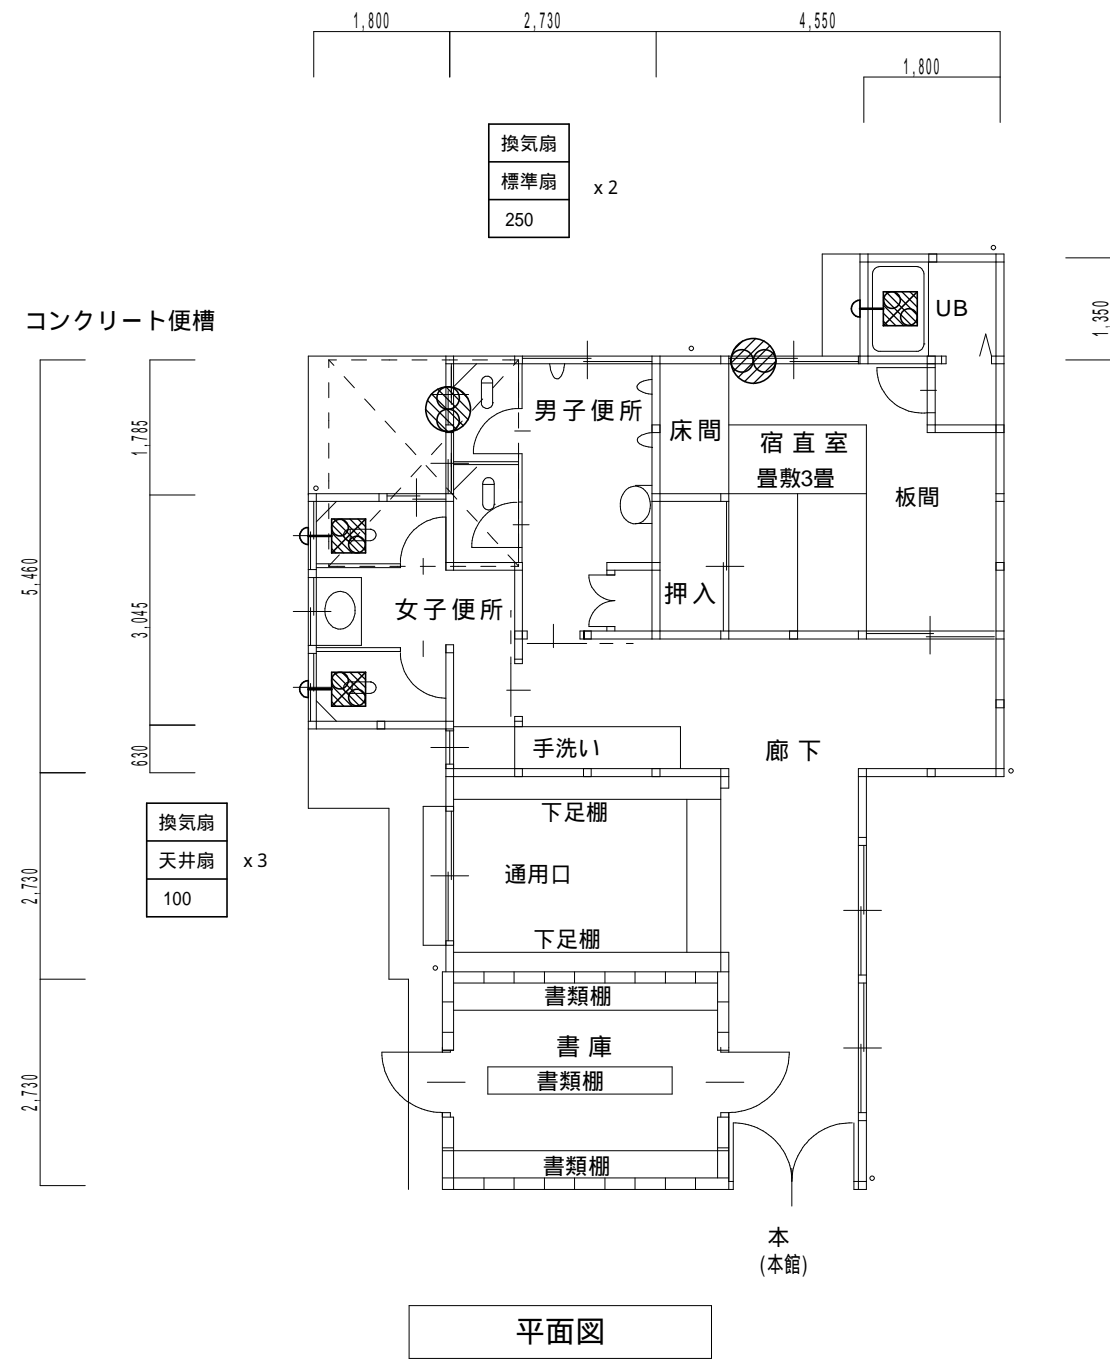 1,800
2,730
4,550
1,800
換気扇
標準扇
250
x 2
1,350
コンクリート便槽
UB
男子便所
床間
宿直室
畳敷3畳
板間
1,785
5,460
3,045
女子便所
押入
630
手洗い
廊下
換気扇
天井扇
100
x 3
下足棚
2,730
通用口
下足棚
書類棚
書庫
書類棚
2,730
書類棚
本
(本館)
平面図